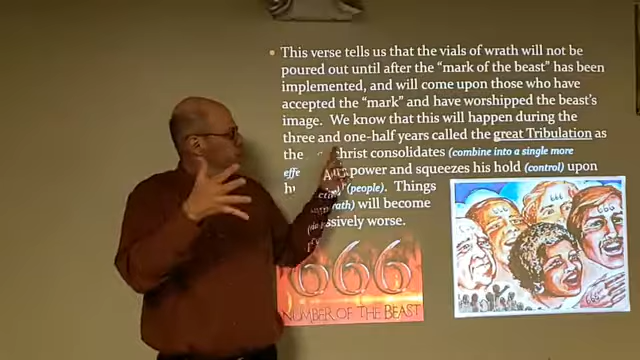 • This verse tells us that the vials of wrath will not be
poured out until after the “mark of the beast” has been
implemented, and will come upon those who have
accepted the “mark” and have worshipped the beast’s
image. We know that this will happen during the
three and one-half years called the great Tribulation as
the christ consolidates (combine into a single more
effe power and squeezes his hold (control) upon
h (people). Things
will become
ssively worse.
666
NUMBER OF THE BEAST
666
666